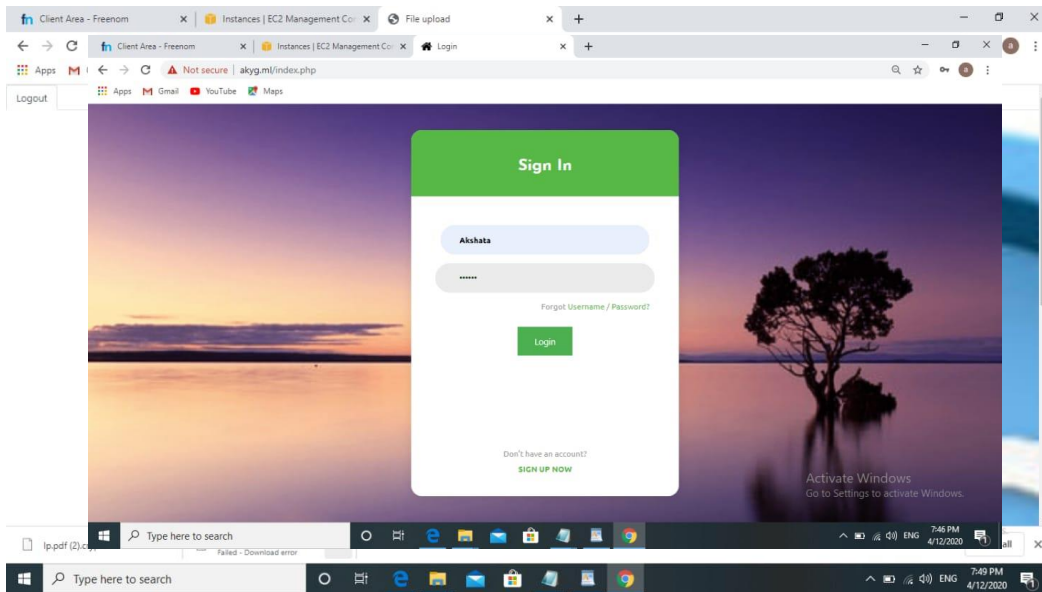 Client Area - Freenom
Instances | EC2 Management Con
File upload
Client Area - Freenom
Instances | EC2 Management Co
Login
Apps
Not secure | akyg.ml/index.php
Apps Gmail YouTube Maps
Logout
Sign In
Akshata
Forgot Username / Password?
Login
Don't have an account?
SIGN UP NOW
Activate Windows
Go to Settings to activate Windows.
Type here to search
ENG
7:46 PM
4/12/2020
lp.pdf (2).
Failed - Download error
all
Type here to search
ENG
7:49 PM
4/12/2020